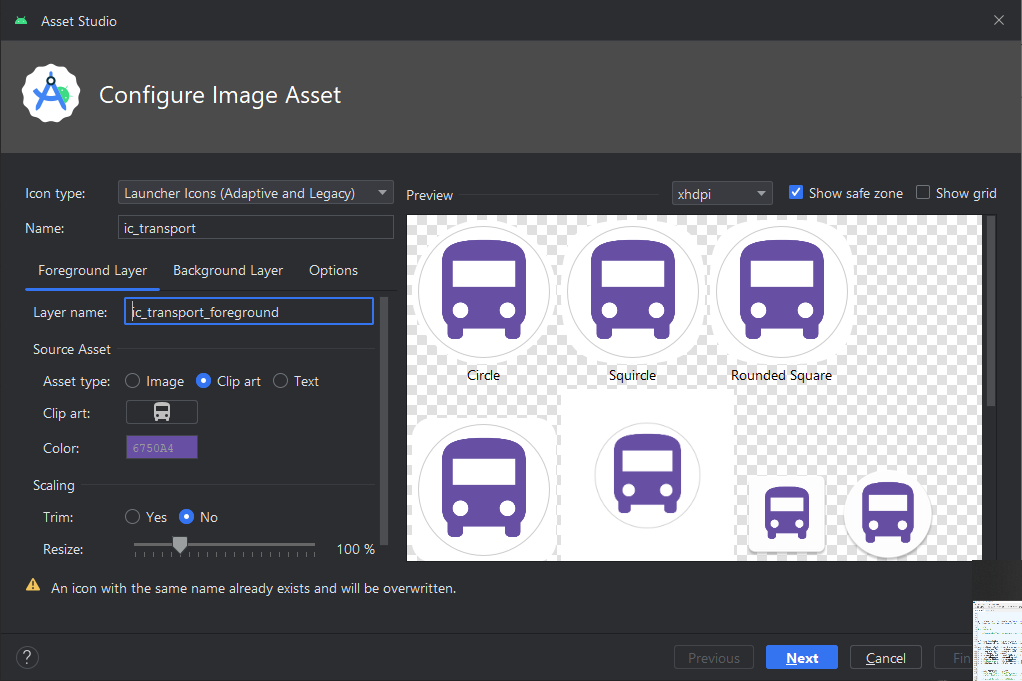 Asset Studio
Configure Image Asset
Icon type: Launcher Icons (Adaptive and Legacy)
Name: ic_transport
Foreground Layer Background Layer Options
Layer name: ic_transport_foreground
Source Asset
Asset type: Image Clip art Text
Clip art:
Color: 6750A4
Scaling
Trim: Yes No
Resize: 100 %
Preview xhdpi Show safe zone Show grid
Circle Squircle Rounded Square
An icon with the same name already exists and will be overwritten.
? Previous Next Cancel Fin